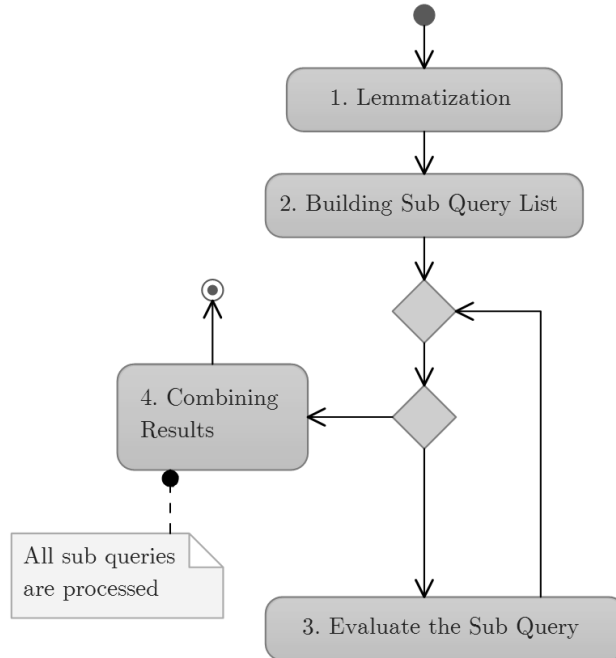 1. Lemmatization
2. Building Sub Query List
4. Combining
Results
All sub queries
are processed
3. Evaluate the Sub Query